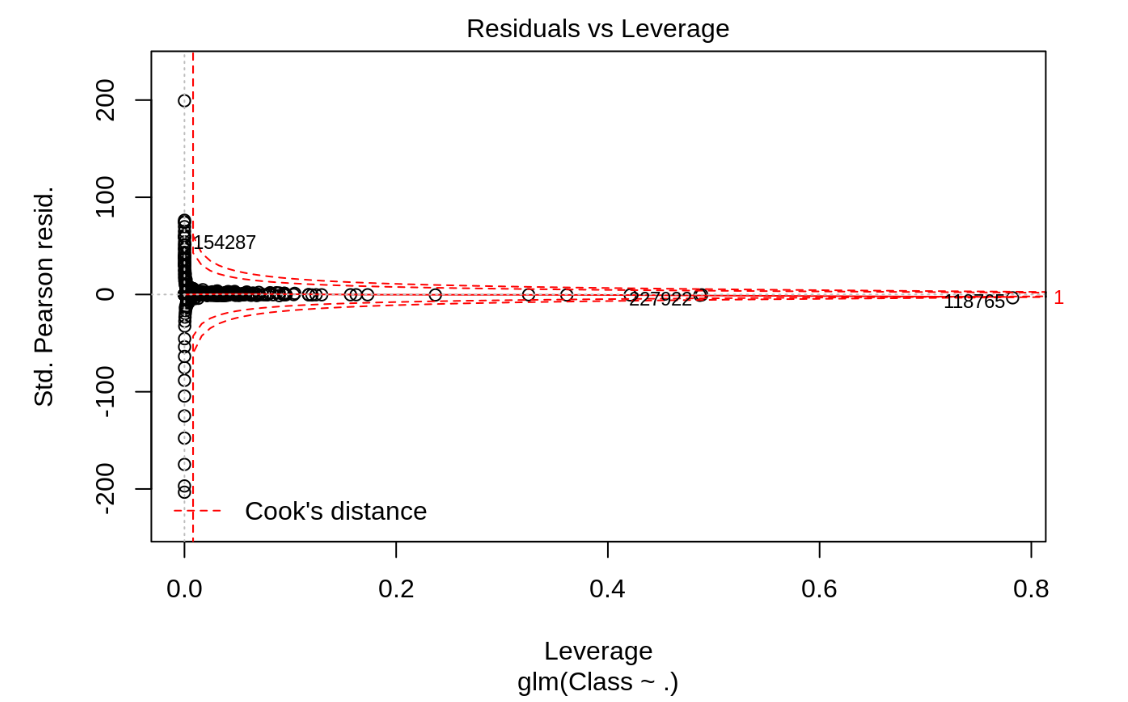 Residuals vs Leverage
Std. Pearson resid.
200
100
0
-100
-200
154287
227922
118765
1
Cook's distance
0.0 0.2 0.4 0.6 0.8
Leverage
glm(Class ~ .)